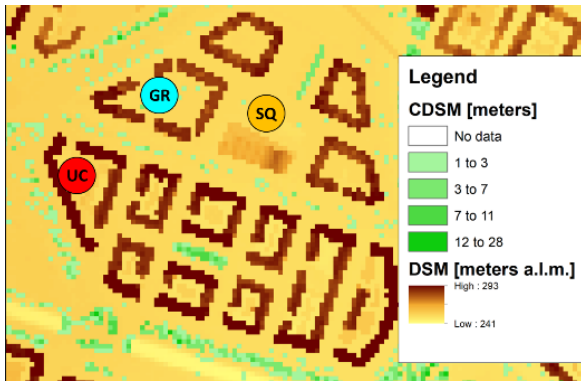 GR
SQ
UC
Legend
CDSM [meters]
No data
1 to 3
3 to 7
7 to 11
12 to 28
DSM [meters a.l.m.]
High : 293
Low : 241